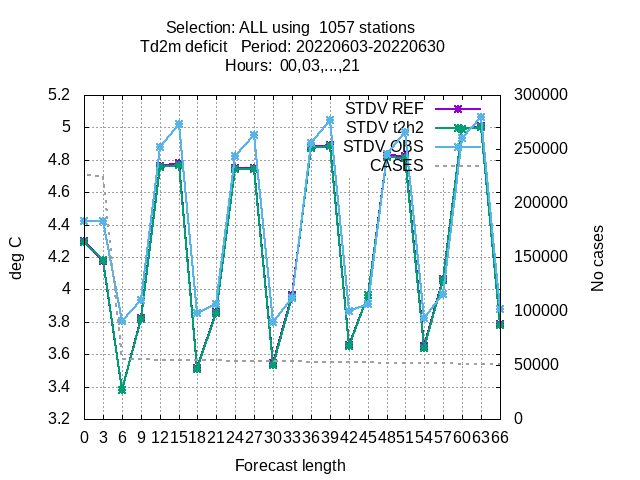 Selection: ALL using  1057 stations
Td2m deficit   Period: 20220603-20220630
Hours:  00,03,...,21
5.2
5
4.8
4.6
4.4
4.2
4
3.8
3.6
3.4
3.2
deg C
STDV REF
STDV t2h2
STDV OBS
CASES
300000
250000
200000
150000
100000
50000
0
No cases
0 3 6 9 12 15 18 21 24 27 30 33 36 39 42 45 48 51 54 57 60 63 66
Forecast length